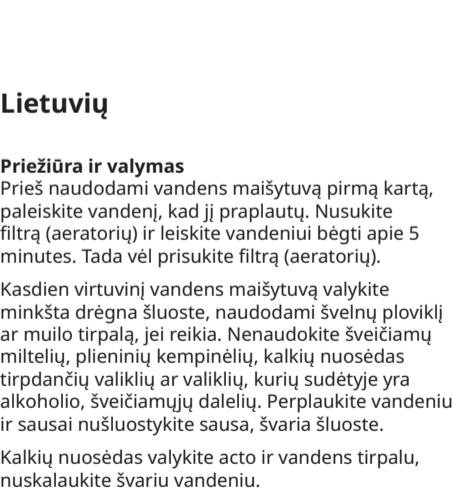 Lietuvių
Priežiūra ir valymas
Prieš naudodami vandens maišytuvą pirmą kartą,
paleiskite vandenį, kad jį praplautų. Nusukite
filtrą (aeratorių) ir leiskite vandeniui bėgti apie 5
minutes. Tada vėl prisukite filtrą (aeratorių).
Kasdien virtuvinį vandens maišytuvą valykite
minkšta drėgna šluoste, naudodami švelnų ploviklį
ar muilo tirpalą, jei reikia. Nenaudokite šveičiamų
miltelių, plieninių kempinėlių, kalkių nuosėdas
tirpdančių valiklių ar valiklių, kurių sudėtyje yra
alkoholio, šveičiamųjų dalelių. Perplaukite vandeniu
ir sausai nušluostykite sausa, švaria šluoste.
Kalkių nuosėdas valykite acto ir vandens tirpalu,
nuskalaukite švariu vandeniu.